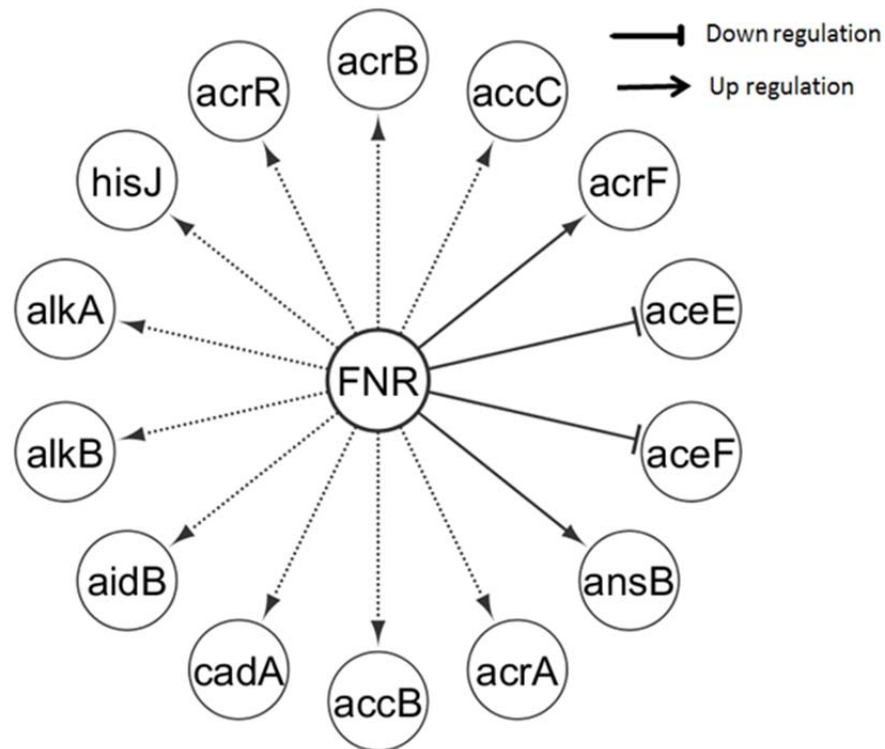 acrB
Down regulation
acrR
accC
Up regulation
hisJ
acrF
alkA
aceE
FNR
alkB
aceF
aidB
ansB
cadA
acrA
accB